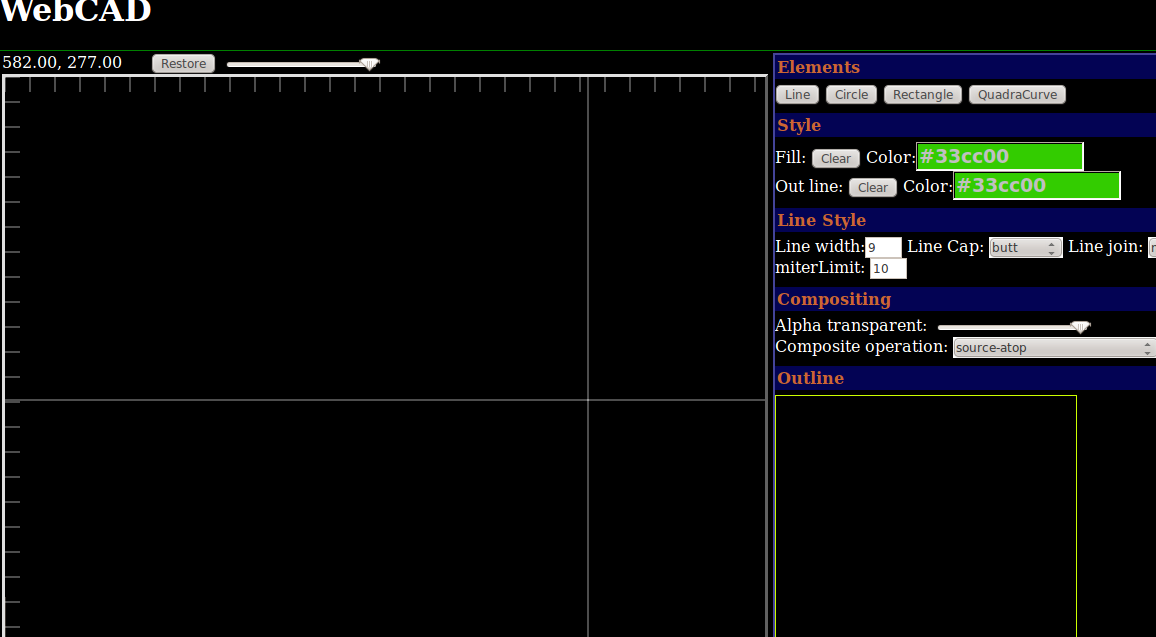 WebCAD
582.00, 277.00 Restore
Elements
Line Circle Rectangle QuadraCurve
Style
Fill: Clear Color: #33cc00
Out line: Clear Color: #33cc00
Line Style
Line width: 9 Line Cap: butt Line join:
miterLimit: 10
Compositing
Alpha transparent:
Composite operation: source-atop
Outline